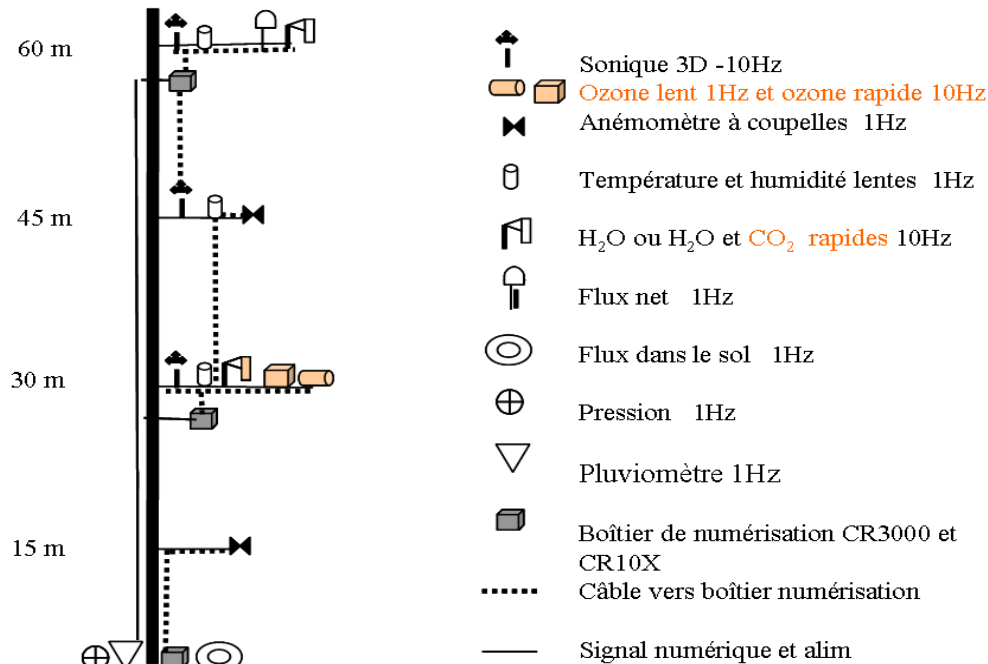 60 m
45 m
30 m
15 m
Sonique 3D -10Hz
Ozone lent 1Hz et ozone rapide 10Hz
Anémomètre à coupelles 1Hz
Température et humidité lentes 1Hz
H₂O ou H₂O et CO₂ rapides 10Hz
Flux net 1Hz
Flux dans le sol 1Hz
Pression 1Hz
Pluviomètre 1Hz
Boîtier de numérisation CR3000 et
CR10X
Câble vers boîtier numérisation
Signal numérique et alim